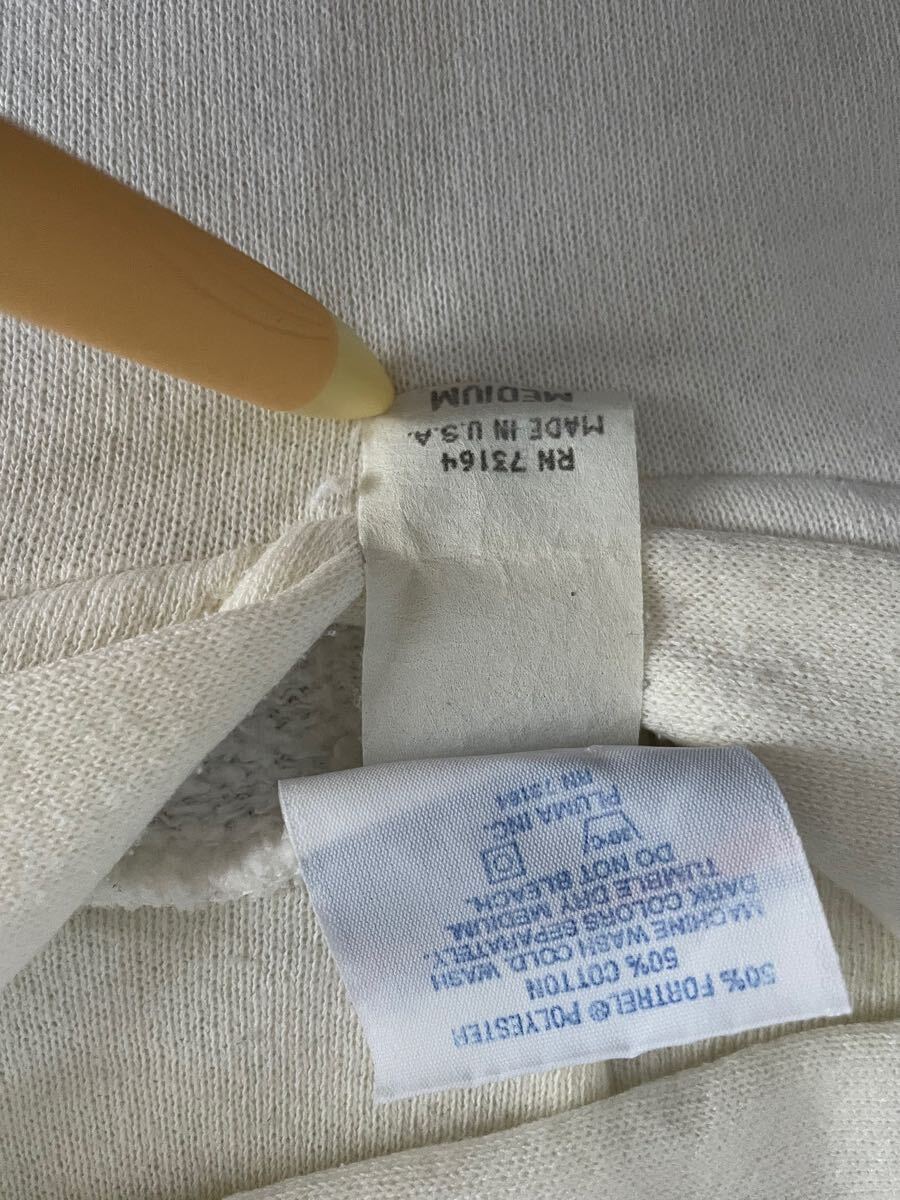 RN 73164
MADE IN U.S.A.
MEDIUM
50% FORTREL® POLYESTER
50% COTTON
MACHINE WASH COLD, WASH
DARK COLORS SEPARATELY.
TUMBLE DRY MEDIUM.
DO NOT BLEACH.
30°C
PLUMA INC.
RN 73164